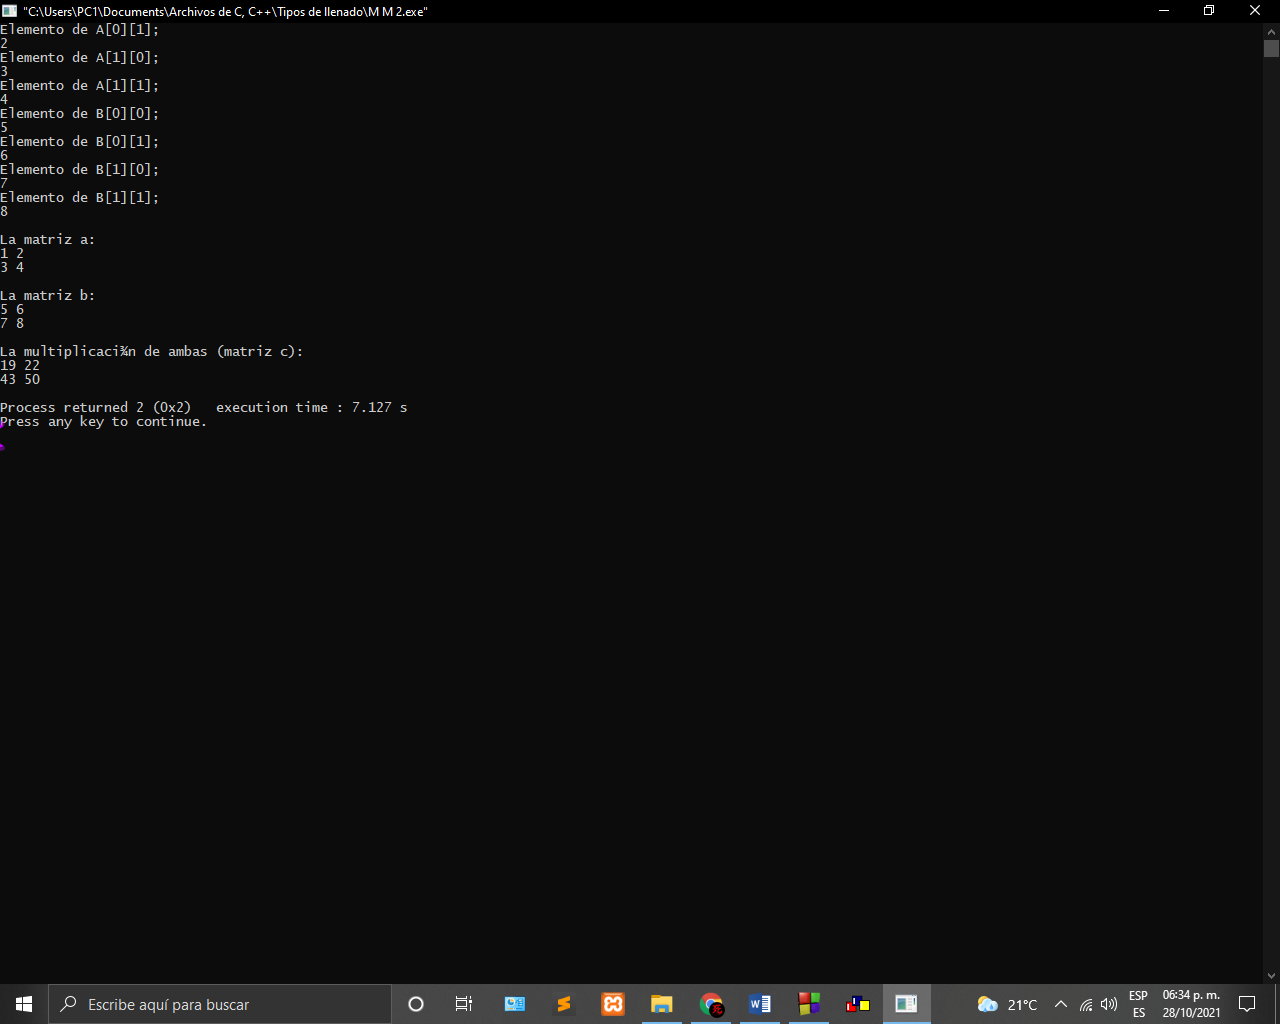 "C:\Users\PC1\Documents\Archivos de C, C++\Tipos de llenado\M M 2.exe"
Elemento de A[0][1];
2
Elemento de A[1][0];
3
Elemento de A[1][1];
4
Elemento de B[0][0];
5
Elemento de B[0][1];
6
Elemento de B[1][0];
7
Elemento de B[1][1];
8
La matriz a:
1 2
3 4
La matriz b:
5 6
7 8
La multiplicaci¾n de ambas (matriz c):
19 22
43 50
Process returned 2 (0x2)   execution time : 7.127 s
Press any key to continue.
Escribe aquí para buscar
21°C
ESP
ES
06:34 p. m.
28/10/2021